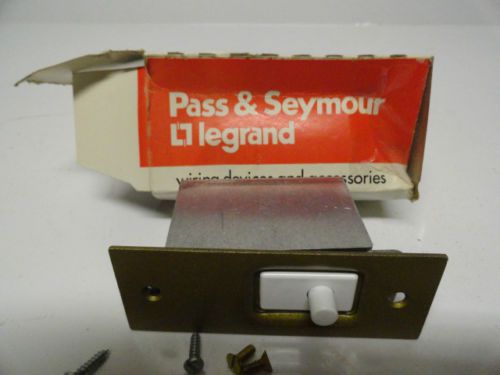 Pass & Seymour
legrand
wiring devices and accessories